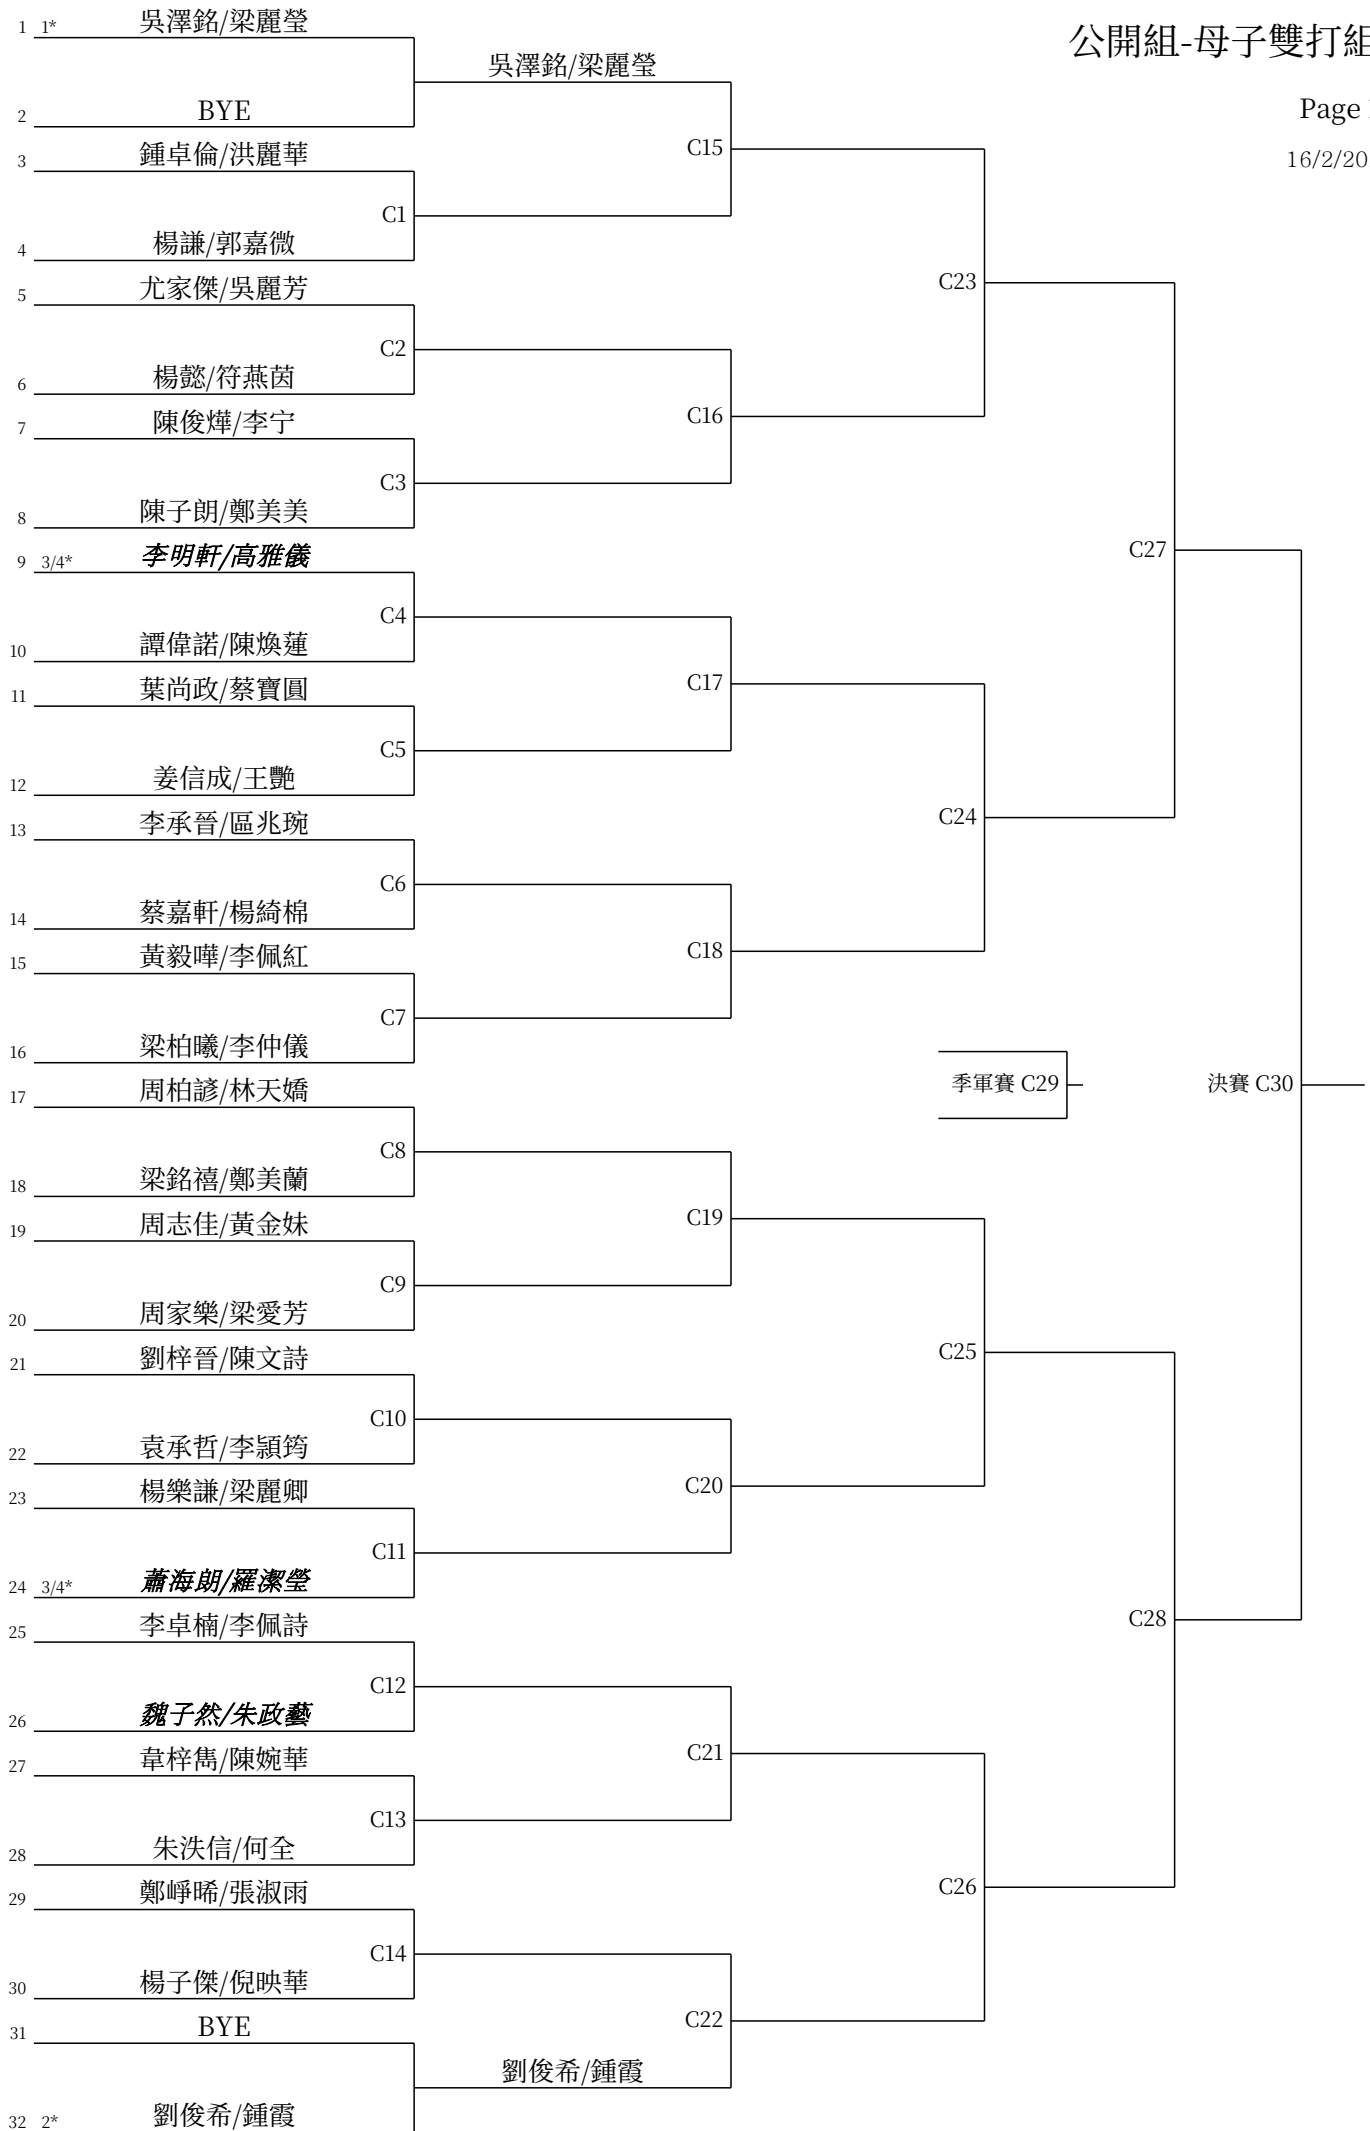 公開組-母子雙打組
Page
16/2/20
1 1* 吳澤銘/梁麗瑩
吳澤銘/梁麗瑩
2 BYE
3 鍾卓倫/洪麗華
C15
C1
4 楊謙/郭嘉微
5 尤家傑/吳麗芳
C23
C2
6 楊懿/符燕茵
7 陳俊燁/李宁
C16
C3
8 陳子朗/鄭美美
9 3/4* 李明軒/高雅儀
C27
C4
10 譚偉諾/陳煥蓮
11 葉尚政/蔡寶圓
C17
C5
12 姜信成/王艷
13 李承晉/區兆琬
C24
C6
14 蔡嘉軒/楊綺棉
15 黃毅嘩/李佩紅
C18
C7
16 梁柏曦/李仲儀
17 周柏諺/林天嬌
季軍賽 C29
決賽 C30
C8
18 梁銘禧/鄭美蘭
19 周志佳/黃金妹
C19
C9
20 周家樂/梁愛芳
21 劉梓晉/陳文詩
C25
C10
22 袁承哲/李頴筠
23 楊樂謙/梁麗卿
C20
C11
24 3/4* 蕭海朗/羅潔瑩
25 李卓楠/李佩詩
C28
C12
26 魏子然/朱政藝
27 韋梓雋/陳婉華
C21
C13
28 朱泆信/何全
29 鄭崢晞/張淑雨
C26
C14
30 楊子傑/倪映華
31 BYE
C22
劉俊希/鍾霞
32 2* 劉俊希/鍾霞